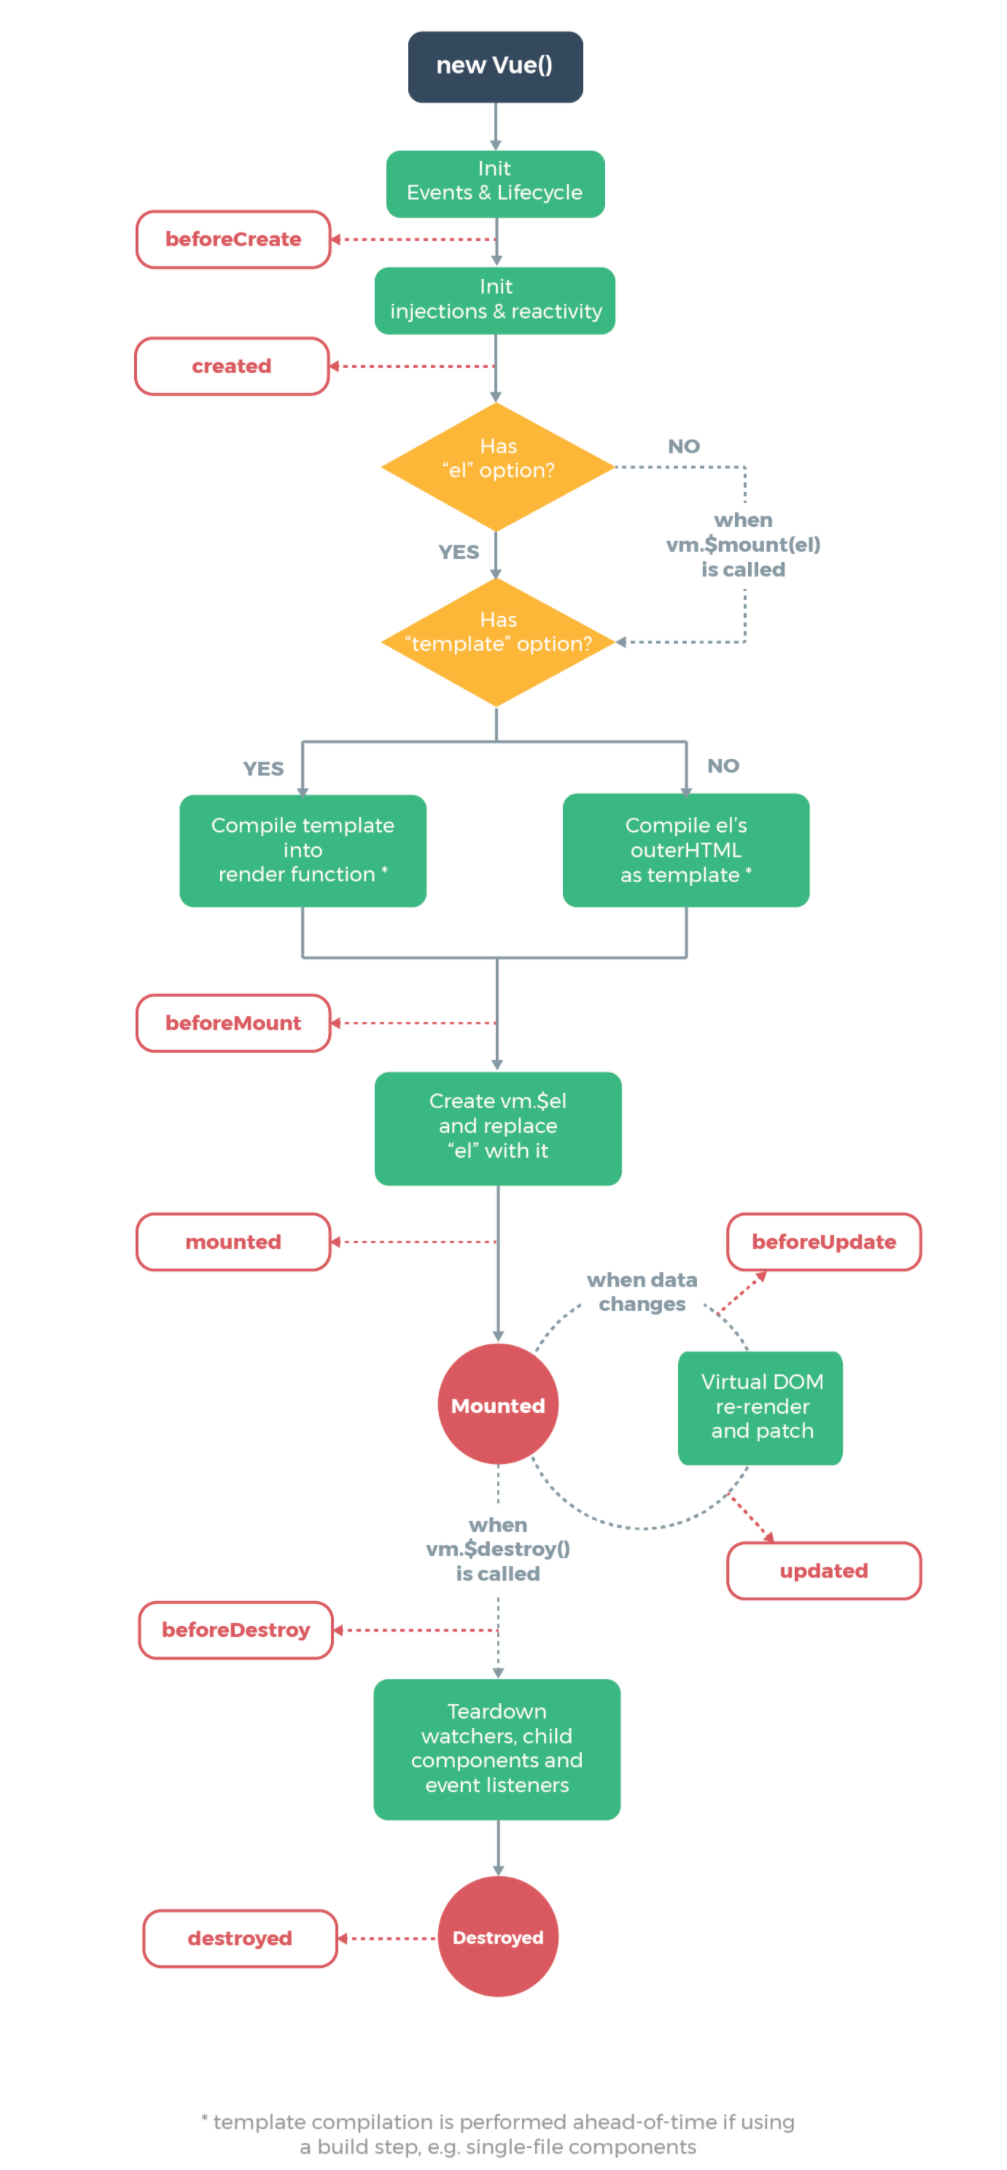 new Vue()
Init
Events & Lifecycle
beforeCreate
Init
injections & reactivity
created
Has
“el” option?
NO
when
vm.$mount(el)
is called
YES
Has
“template” option?
YES
NO
Compile template
into
render function *
Compile el’s
outerHTML
as template *
beforeMount
Create vm.$el
and replace
“el” with it
mounted
beforeUpdate
when data
changes
Mounted
Virtual DOM
re-render
and patch
when
vm.$destroy()
is called
updated
beforeDestroy
Teardown
watchers, child
components and
event listeners
destroyed
Destroyed
* template compilation is performed ahead-of-time if using
a build step, e.g. single-file components